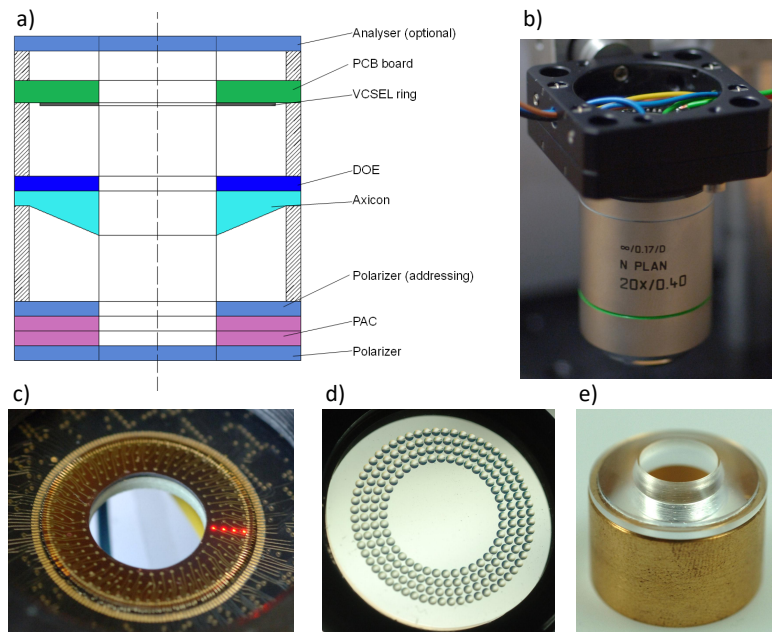 a)
Analyser (optional)
PCB board
VCSEL ring
DOE
Axicon
Polarizer (addressing)
PAC
Polarizer
b)
∞/0.17/D
N PLAN
20X/0.40
c)
d)
e)